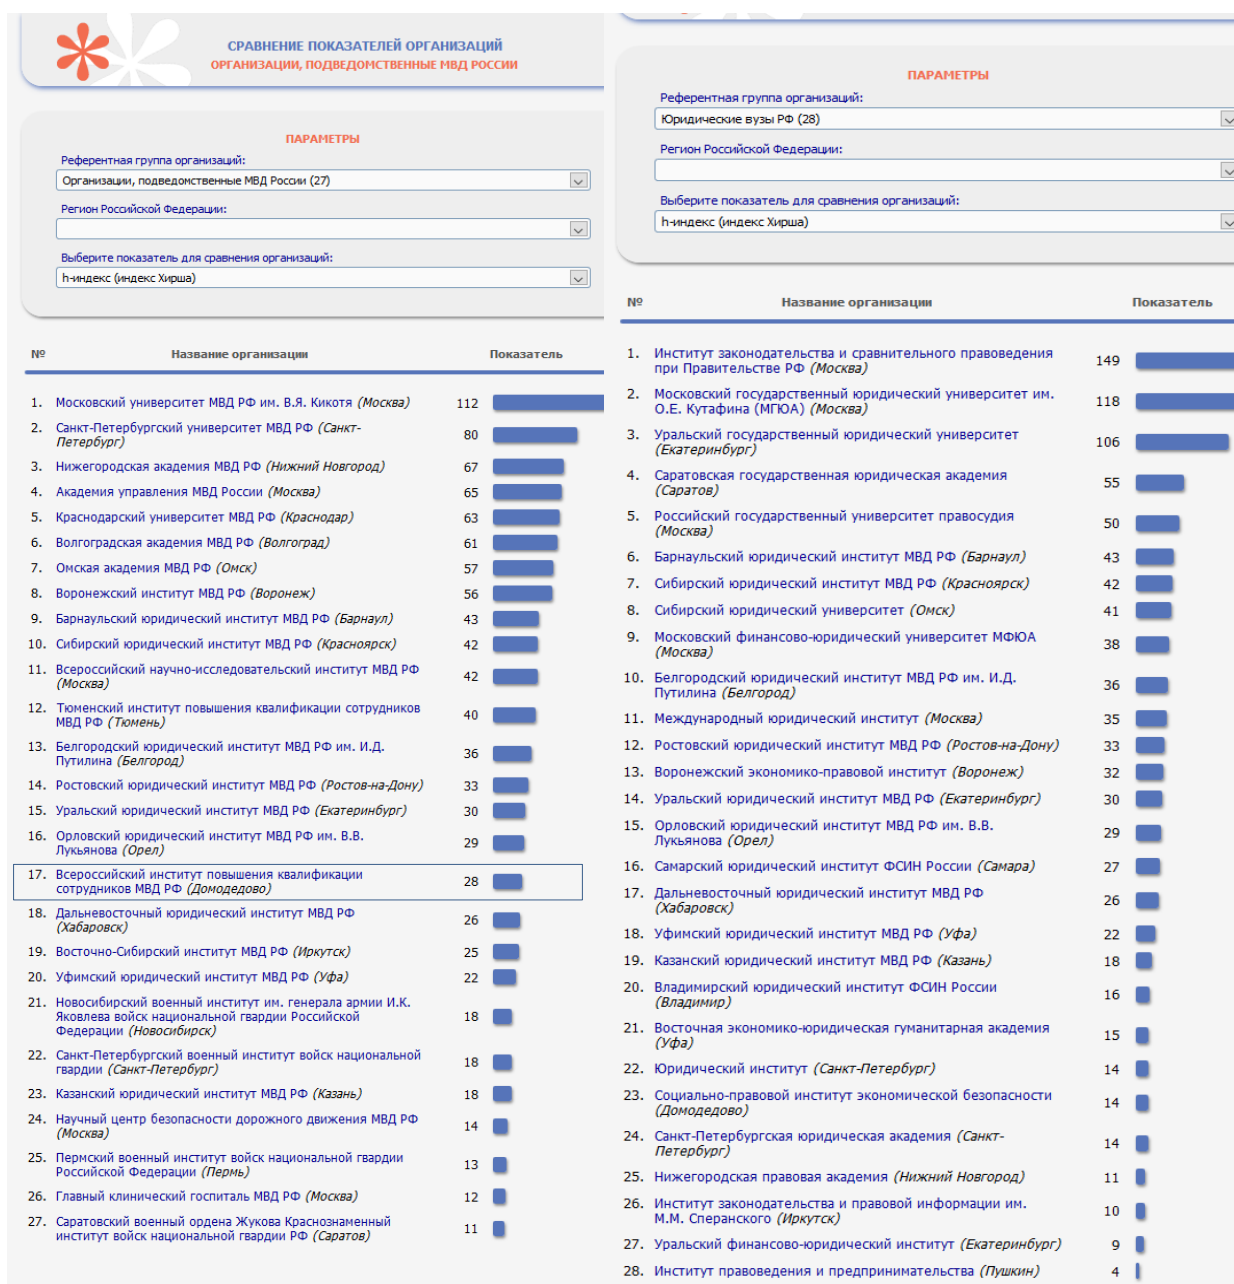 СРАВНЕНИЕ ПОКАЗАТЕЛЕЙ ОРГАНИЗАЦИЙ
ОРГАНИЗАЦИИ, ПОДВЕДОМСТВЕННЫЕ МВД РОССИИ
ПАРАМЕТРЫ
Референтная группа организаций:
Организации, подведомственные МВД России (27)
Регион Российской Федерации:
Выберите показатель для сравнения организаций:
h-индекс (индекс Хирша)
№ Название организации Показатель
1. Московский университет МВД РФ им. В.Я. Кикотя (Москва) 112
2. Санкт-Петербургский университет МВД РФ (Санкт-
Петербург) 80
3. Нижегородская академия МВД РФ (Нижний Новгород) 67
4. Академия управления МВД России (Москва) 65
5. Краснодарский университет МВД РФ (Краснодар) 63
6. Волгоградская академия МВД РФ (Волгоград) 61
7. Омская академия МВД РФ (Омск) 57
8. Воронежский институт МВД РФ (Воронеж) 56
9. Барнаульский юридический институт МВД РФ (Барнаул) 43
10. Сибирский юридический институт МВД РФ (Красноярск) 42
11. Всероссийский научно-исследовательский институт МВД РФ
(Москва) 42
12. Тюменский институт повышения квалификации сотрудников
МВД РФ (Тюмень) 40
13. Белгородский юридический институт МВД РФ им. И.Д.
Путилина (Белгород) 36
14. Ростовский юридический институт МВД РФ (Ростов-на-Дону) 33
15. Уральский юридический институт МВД РФ (Екатеринбург) 30
16. Орловский юридический институт МВД РФ им. В.В.
Лукьянова (Орел) 29
17. Всероссийский институт повышения квалификации
сотрудников МВД РФ (Домодедово) 28
18. Дальневосточный юридический институт МВД РФ
(Хабаровск) 26
19. Восточно-Сибирский институт МВД РФ (Иркутск) 25
20. Уфимский юридический институт МВД РФ (Уфа) 22
21. Новосибирский военный институт им. генерала армии И.К.
Яковлева войск национальной гвардии Российской
Федерации (Новосибирск) 18
22. Санкт-Петербургский военный институт войск национальной
гвардии (Санкт-Петербург) 18
23. Казанский юридический институт МВД РФ (Казань) 18
24. Научный центр безопасности дорожного движения МВД РФ
(Москва) 14
25. Пермский военный институт войск национальной гвардии
Российской Федерации (Пермь) 13
26. Главный клинический госпиталь МВД РФ (Москва) 12
27. Саратовский военный ордена Жукова Краснознаменный
институт войск национальной гвардии РФ (Саратов) 11
ПАРАМЕТРЫ
Референтная группа организаций:
Юридические вузы РФ (28)
Регион Российской Федерации:
Выберите показатель для сравнения организаций:
h-индекс (индекс Хирша)
№ Название организации Показатель
1. Институт законодательства и сравнительного правоведения
при Правительстве РФ (Москва) 149
2. Московский государственный юридический университет им.
О.Е. Кутафина (МГЮА) (Москва) 118
3. Уральский государственный юридический университет
(Екатеринбург) 106
4. Саратовская государственная юридическая академия
(Саратов) 55
5. Российский государственный университет правосудия
(Москва) 50
6. Барнаульский юридический институт МВД РФ (Барнаул) 43
7. Сибирский юридический институт МВД РФ (Красноярск) 42
8. Сибирский юридический университет (Омск) 41
9. Московский финансово-юридический университет МФЮА
(Москва) 38
10. Белгородский юридический институт МВД РФ им. И.Д.
Путилина (Белгород) 36
11. Международный юридический институт (Москва) 35
12. Ростовский юридический институт МВД РФ (Ростов-на-Дону) 33
13. Воронежский экономико-правовой институт (Воронеж) 32
14. Уральский юридический институт МВД РФ (Екатеринбург) 30
15. Орловский юридический институт МВД РФ им. В.В.
Лукьянова (Орел) 29
16. Самарский юридический институт ФСИН России (Самара) 27
17. Дальневосточный юридический институт МВД РФ
(Хабаровск) 26
18. Уфимский юридический институт МВД РФ (Уфа) 22
19. Казанский юридический институт МВД РФ (Казань) 18
20. Владимирский юридический институт ФСИН России
(Владимир) 16
21. Восточная экономико-юридическая гуманитарная академия
(Уфа) 15
22. Юридический институт (Санкт-Петербург) 14
23. Социально-правовой институт экономической безопасности
(Домодедово) 14
24. Санкт-Петербургская юридическая академия (Санкт-
Петербург) 14
25. Нижегородская правовая академия (Нижний Новгород) 11
26. Институт законодательства и правовой информации им.
М.М. Сперанского (Иркутск) 10
27. Уральский финансово-юридический институт (Екатеринбург) 9
28. Институт правоведения и предпринимательства (Пушкин) 4